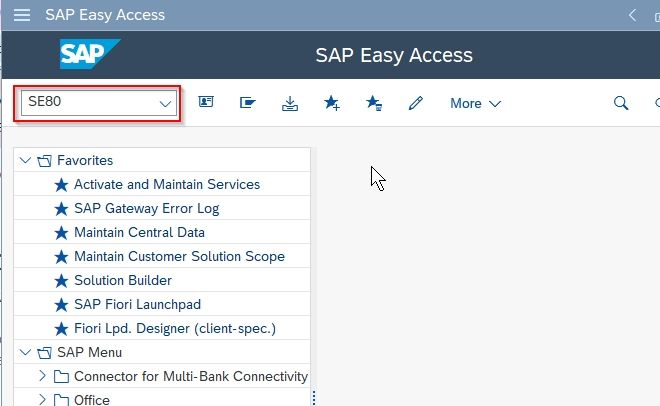 SAP Easy Access
SAP
SAP Easy Access
SE80
More
Favorites
Activate and Maintain Services
SAP Gateway Error Log
Maintain Central Data
Maintain Customer Solution Scope
Solution Builder
SAP Fiori Launchpad
Fiori Lpd. Designer (client-spec.)
SAP Menu
Connector for Multi-Bank Connectivity
Office